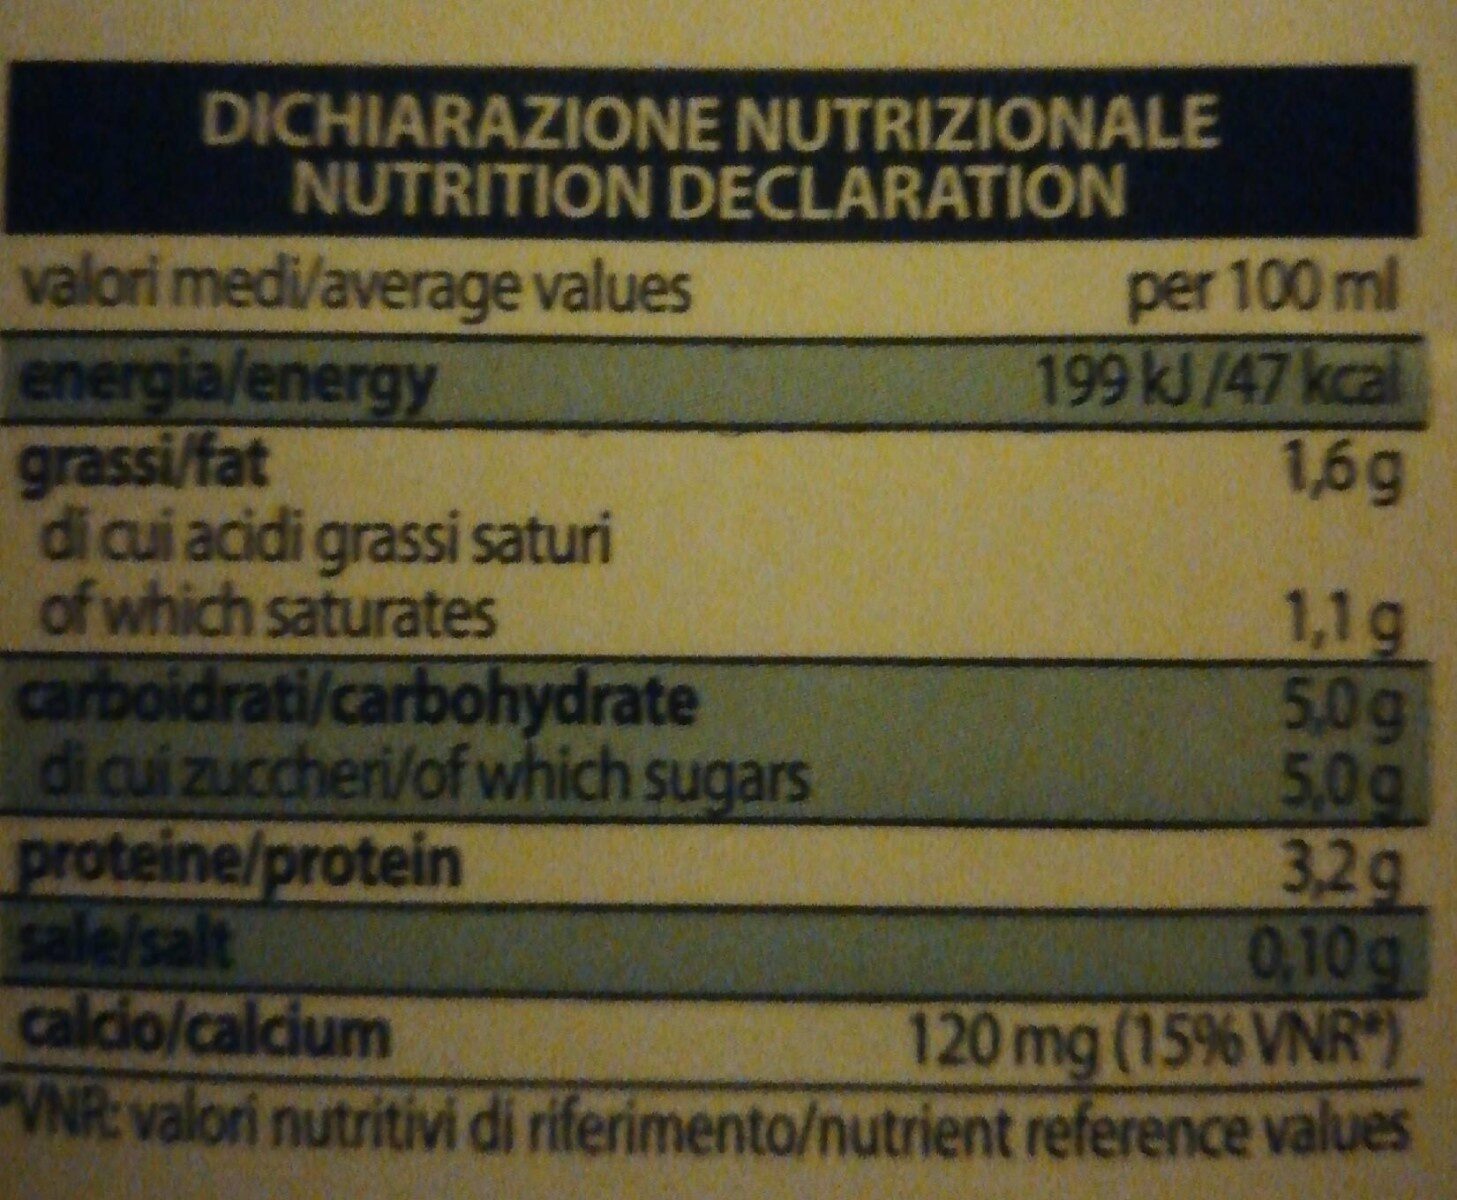 DICHIARAZIONE NUTRIZIONALE
NUTRITION DECLARATION
valori medi/average values per 100 ml
energia/energy 199 kJ /47 kcal
grassi/fat 1,6 g
di cui acidi grassi saturi
of which saturates 1,1 g
carboidrati/carbohydrate 5,0 g
di cui zuccheri/of which sugars 5,0 g
proteine/protein 3,2 g
sale/salt 0,10 g
calcio/calcium 120 mg (15% VNR*)
*VNR: valori nutritivi di riferimento/nutrient reference values